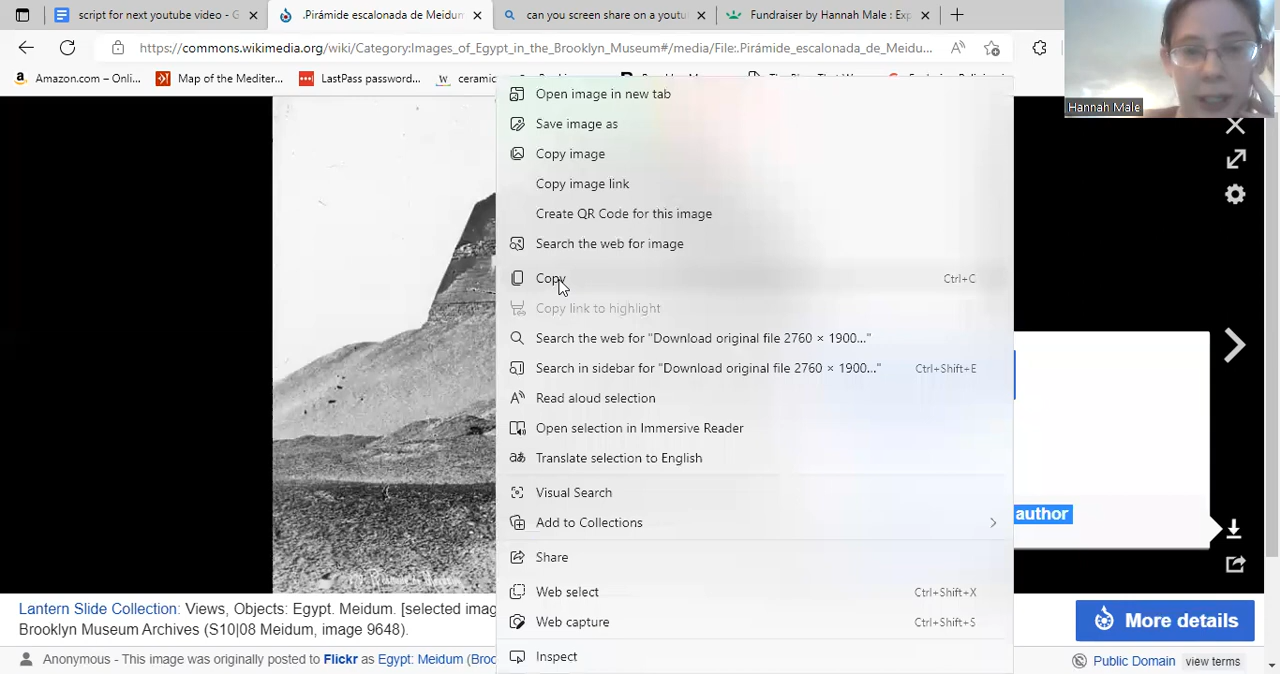 script for next youtube video - G
.Pirámide escalonada de Meidum
can you screen share on a youtu
Fundraiser by Hannah Male : Exp
https://commons.wikimedia.org/wiki/Category:Images_of_Egypt_in_the_Brooklyn_Museum#/media/File:.Pirámide_escalonada_de_Meidu...
Amazon.com – Onli...
Map of the Mediter...
LastPass password...
ceramic
Hannah Male
Open image in new tab
Save image as
Copy image
Copy image link
Create QR Code for this image
Search the web for image
Copy Ctrl+C
Copy link to highlight
Search the web for "Download original file 2760 × 1900..."
Search in sidebar for "Download original file 2760 × 1900..." Ctrl+Shift+E
Read aloud selection
Open selection in Immersive Reader
Translate selection to English
Visual Search
Add to Collections
Share
Web select Ctrl+Shift+X
Web capture Ctrl+Shift+S
Inspect
author
Lantern Slide Collection: Views, Objects: Egypt. Meidum. [selected imag
Brooklyn Museum Archives (S10|08 Meidum, image 9648).
More details
Anonymous - This image was originally posted to Flickr as Egypt: Meidum (Broo
Public Domain view terms